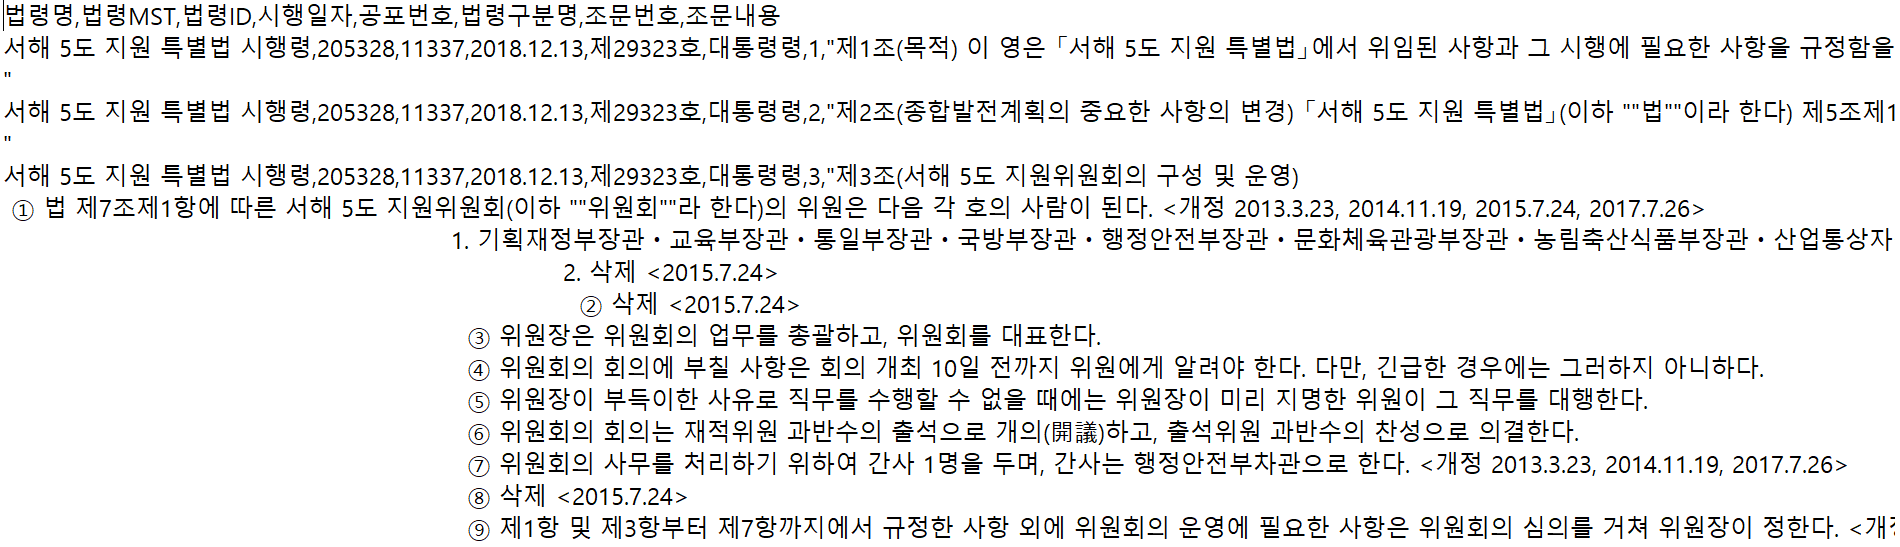 법령명,법령MST,법령ID,시행일자,공포번호,법령구분명,조문번호,조문내용
서해 5도 지원 특별법 시행령,205328,11337,2018.12.13,제29323호,대통령령,1,"제1조(목적) 이 영은 「서해 5도 지원 특별법」에서 위임된 사항과 그 시행에 필요한 사항을 규정함을
"
서해 5도 지원 특별법 시행령,205328,11337,2018.12.13,제29323호,대통령령,2,"제2조(종합발전계획의 중요한 사항의 변경) 「서해 5도 지원 특별법」(이하 ""법""이라 한다) 제5조제1
"
서해 5도 지원 특별법 시행령,205328,11337,2018.12.13,제29323호,대통령령,3,"제3조(서해 5도 지원위원회의 구성 및 운영)
① 법 제7조제1항에 따른 서해 5도 지원위원회(이하 ""위원회""라 한다)의 위원은 다음 각 호의 사람이 된다. <개정 2013.3.23, 2014.11.19, 2015.7.24, 2017.7.26>
1. 기획재정부장관・교육부장관・통일부장관・국방부장관・행정안전부장관・문화체육관광부장관・농림축산식품부장관・산업통상자
2. 삭제 <2015.7.24>
② 삭제 <2015.7.24>
③ 위원장은 위원회의 업무를 총괄하고, 위원회를 대표한다.
④ 위원회의 회의에 부칠 사항은 회의 개최 10일 전까지 위원에게 알려야 한다. 다만, 긴급한 경우에는 그러하지 아니하다.
⑤ 위원장이 부득이한 사유로 직무를 수행할 수 없을 때에는 위원장이 미리 지명한 위원이 그 직무를 대행한다.
⑥ 위원회의 회의는 재적위원 과반수의 출석으로 개의(開議)하고, 출석위원 과반수의 찬성으로 의결한다.
⑦ 위원회의 사무를 처리하기 위하여 간사 1명을 두며, 간사는 행정안전부차관으로 한다. <개정 2013.3.23, 2014.11.19, 2017.7.26>
⑧ 삭제 <2015.7.24>
⑨ 제1항 및 제3항부터 제7항까지에서 규정한 사항 외에 위원회의 운영에 필요한 사항은 위원회의 심의를 거쳐 위원장이 정한다. <개정